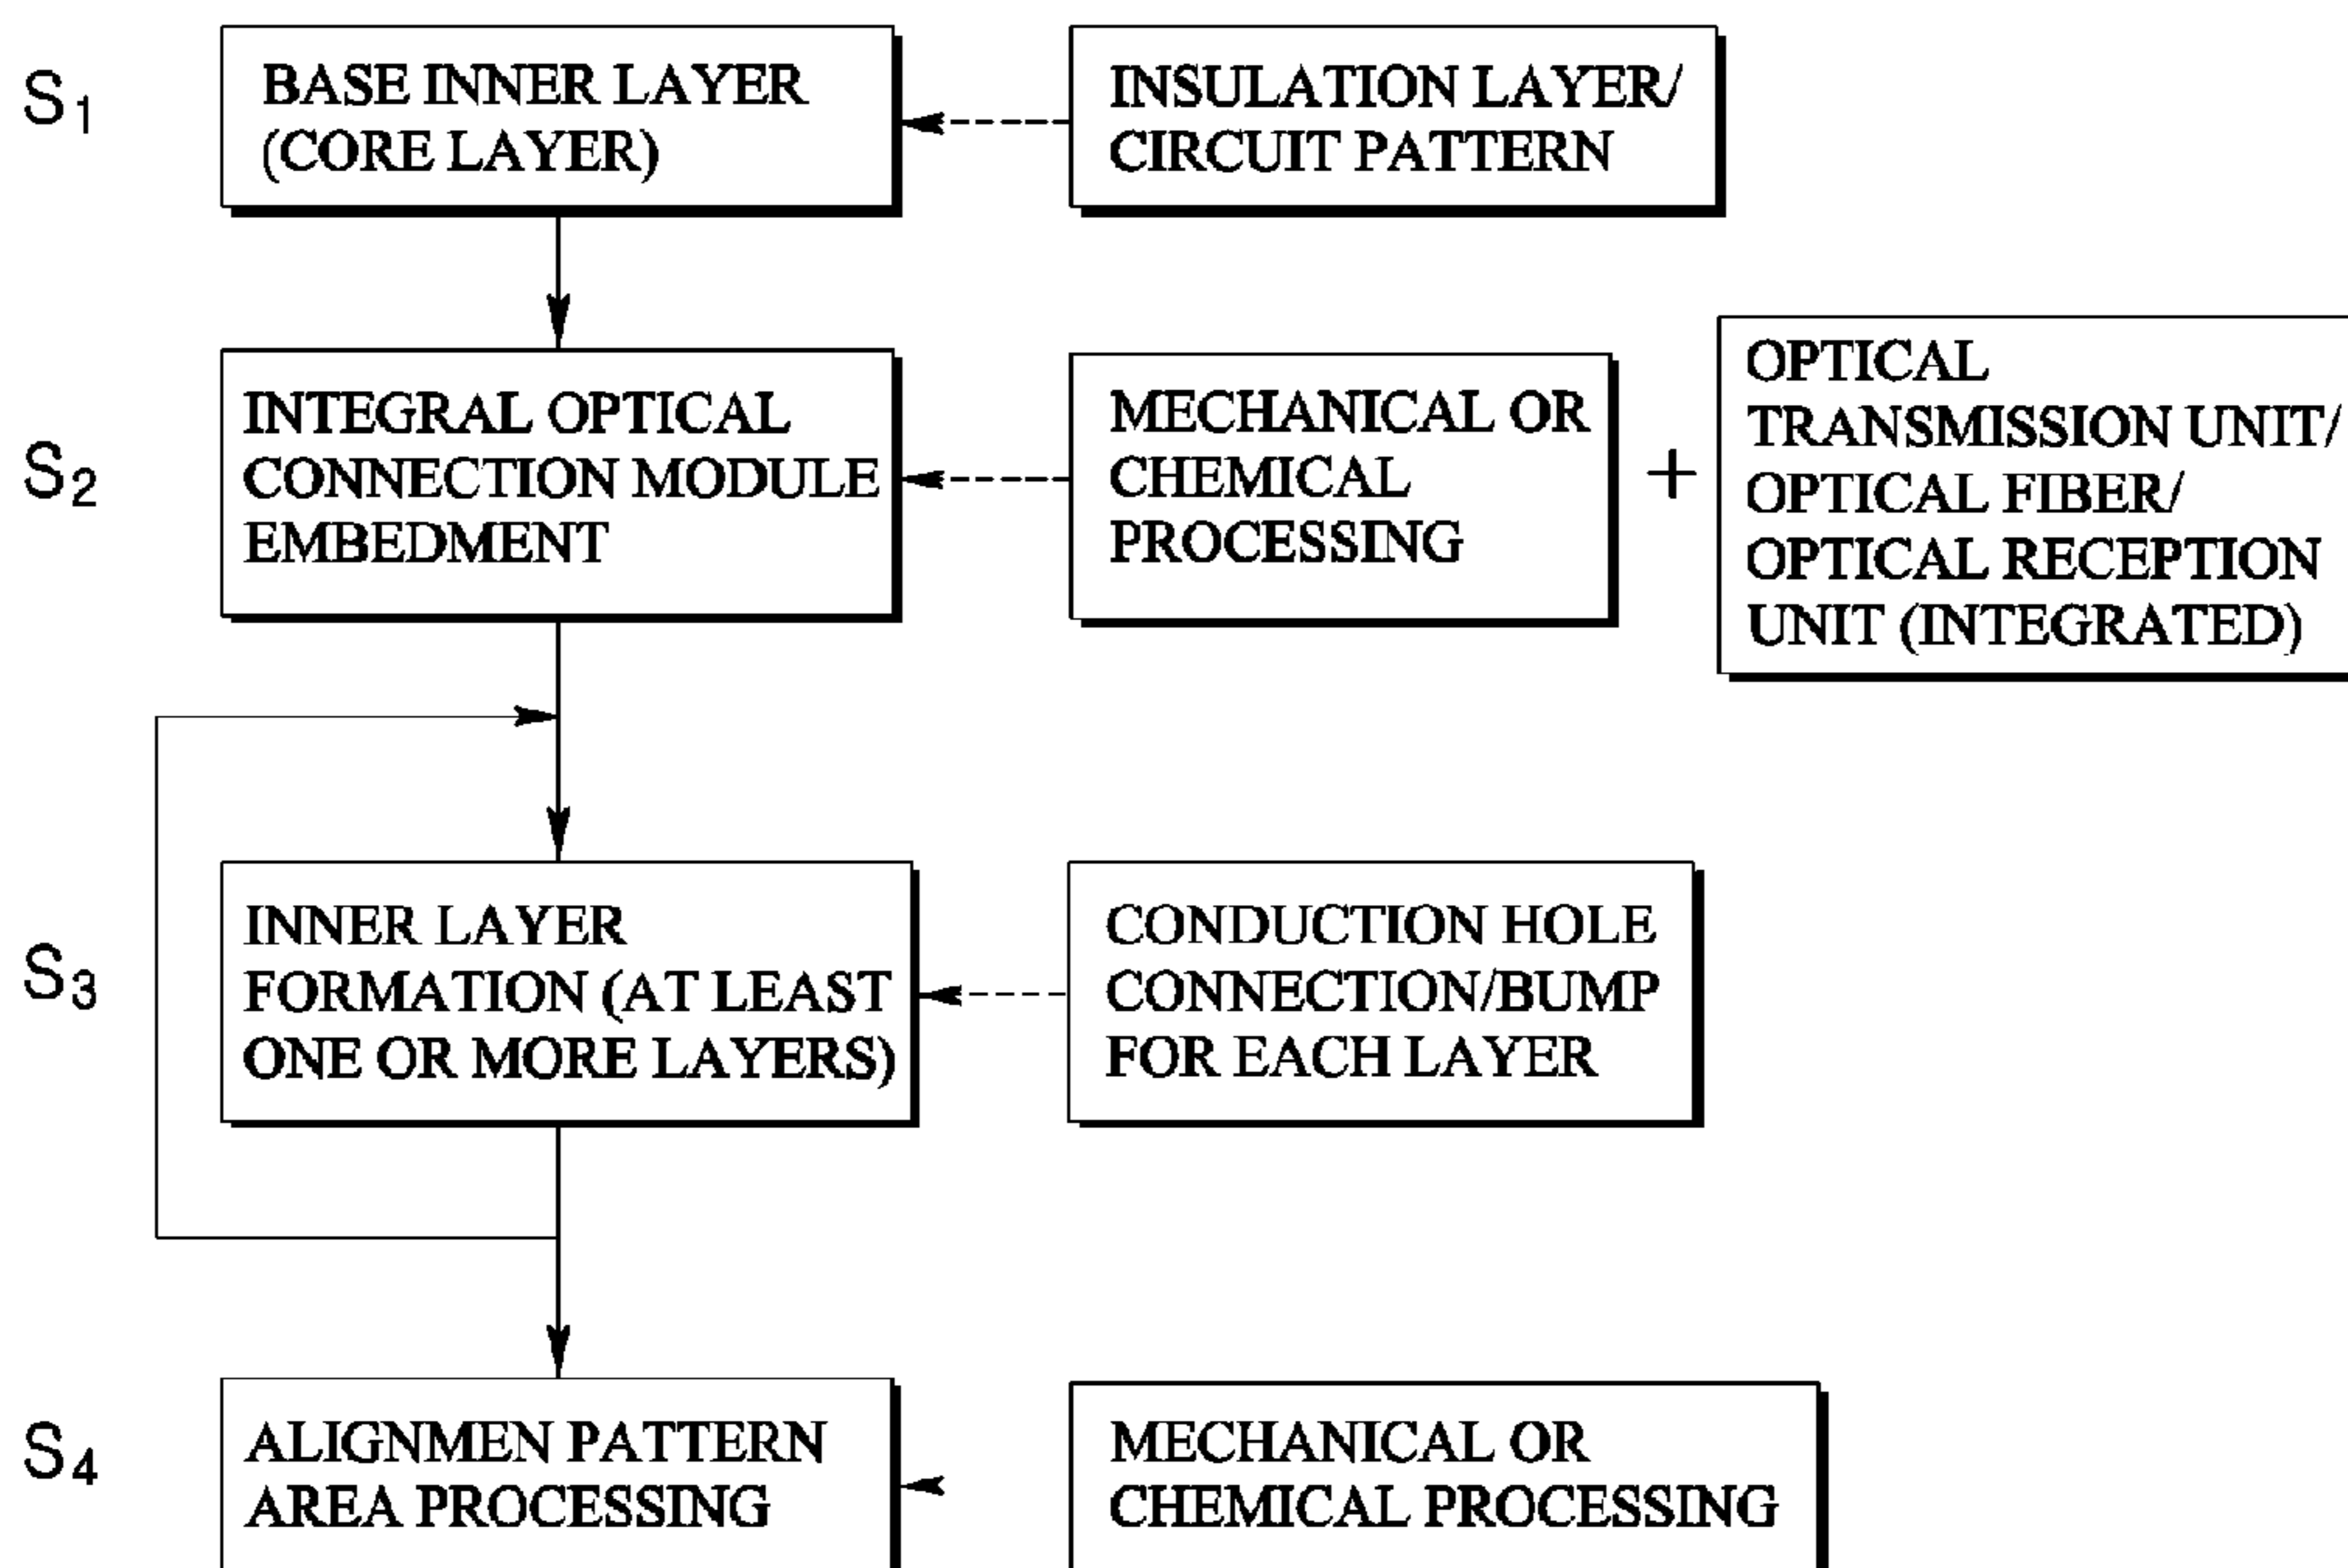 S1
BASE INNER LAYER
(CORE LAYER)
INSULATION LAYER/
CIRCUIT PATTERN
S2
INTEGRAL OPTICAL
CONNECTION MODULE
EMBEDMENT
MECHANICAL OR
CHEMICAL
PROCESSING
+
OPTICAL
TRANSMISSION UNIT/
OPTICAL FIBER/
OPTICAL RECEPTION
UNIT (INTEGRATED)
S3
INNER LAYER
FORMATION (AT LEAST
ONE OR MORE LAYERS)
CONDUCTION HOLE
CONNECTION/BUMP
FOR EACH LAYER
S4
ALIGNMEN PATTERN
AREA PROCESSING
MECHANICAL OR
CHEMICAL PROCESSING